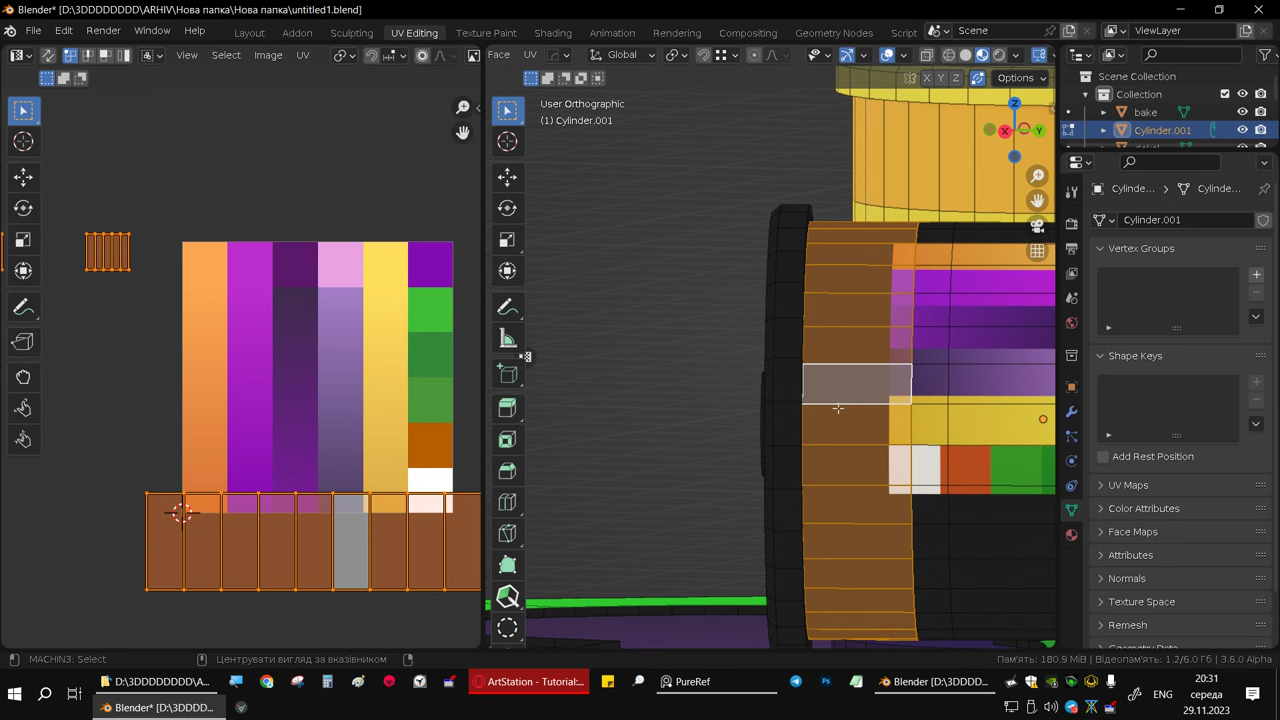 Blender* [D:\3DDDDDDDD\ARHIV\Нова папка\Нова папка\untitled1.blend]
File Edit Render Window Help Layout Addon Sculpting UV Editing Texture Paint Shading Animation Rendering Compositing Geometry Nodes Script Scene ViewLayer
View Select Image UV
Face UV Global
X Y Z Options
User Orthographic
(1) Cylinder.001
Z
X
Y
Scene Collection
Collection
bake
Cylinder.001
Cylinde... Cylinde...
Cylinder.001
Vertex Groups
Shape Keys
Add Rest Position
UV Maps
Color Attributes
Face Maps
Attributes
Normals
Texture Space
Remesh
Geometry Data
MACHIN3: Select Центрувати вигляд за вказівником Пам'ять: 180.9 MiB | Відеопам'ять: 1.2/6.0 Гі | 3.6.0 Alpha
D:\3DDDDDDDD\A... ArtStation - Tutorial:... PureRef Blender [D:\3DDDD...
Blender* [D:\3DDDD...
ENG
20:31
середа
29.11.2023